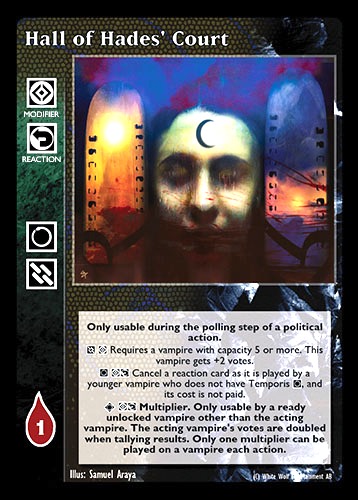 Hall of Hades' Court
MODIFIER
REACTION
Only usable during the polling step of a political
action.
Requires a vampire with capacity 5 or more. This
vampire gets +2 votes.
Cancel a reaction card as it is played by a
younger vampire who does not have Temporis, and
its cost is not paid.
Multiplier. Only usable by a ready
unlocked vampire other than the acting
vampire. The acting vampire's votes are doubled
when tallying results. Only one multiplier can be
played on a vampire each action.
1
Illus: Samuel Araya
(C) White Wolf Entertainment AB